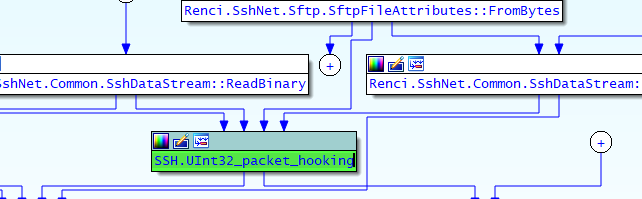 Renci.SshNet.Sftp.SftpFileAttributes::FromBytes
SshNet.Common.SshDataStream::ReadBinary
Renci.SshNet.Common.SshDataStream:
SSH.UInt32_packet_hooking